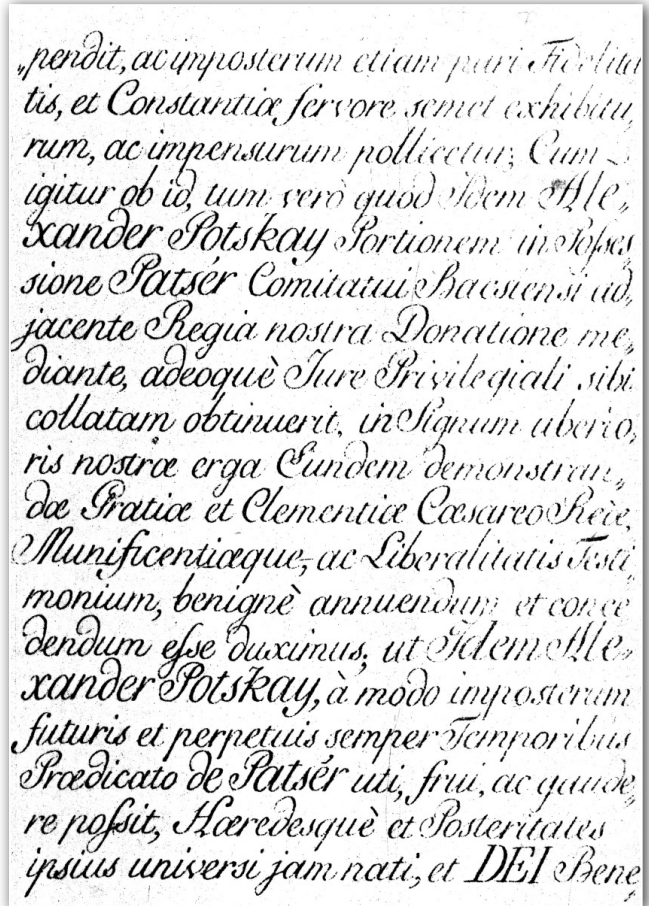 „pendit, ac imposterum etiam pari Fidelita
tis, et Constantiæ fervore semet exhibitu„
rum, ac impensurum pollicetur; Cum
igitur ob id, tum verò quòd Idem Ale„
xander Potskay Portionem in Posses
sione Patsér Comitatui Bacsiensi ad„
jacente Regia nostra Donatione me„
diante, adeoquè Jure Privilegiali sibi
collatam obtinuerit, in Signum uberio„
ris nostræ erga Eundem demonstran„
dæ Gratiæ et Clementiæ Cæsareo Regiæ,
Munificentiæque, ac Liberalitatis Testi„
monium, benignè annuendum et conce
dendum esse duximus; ut Idem Ale„
xander Potskay, à modo imposterum
futuris et perpetuis semper Temporibus
Prædicato de Patsér uti, frui, ac gaude„
re possit, Hæredesquè et Posteritates
ipsius universi jam nati, et DEI Bene„